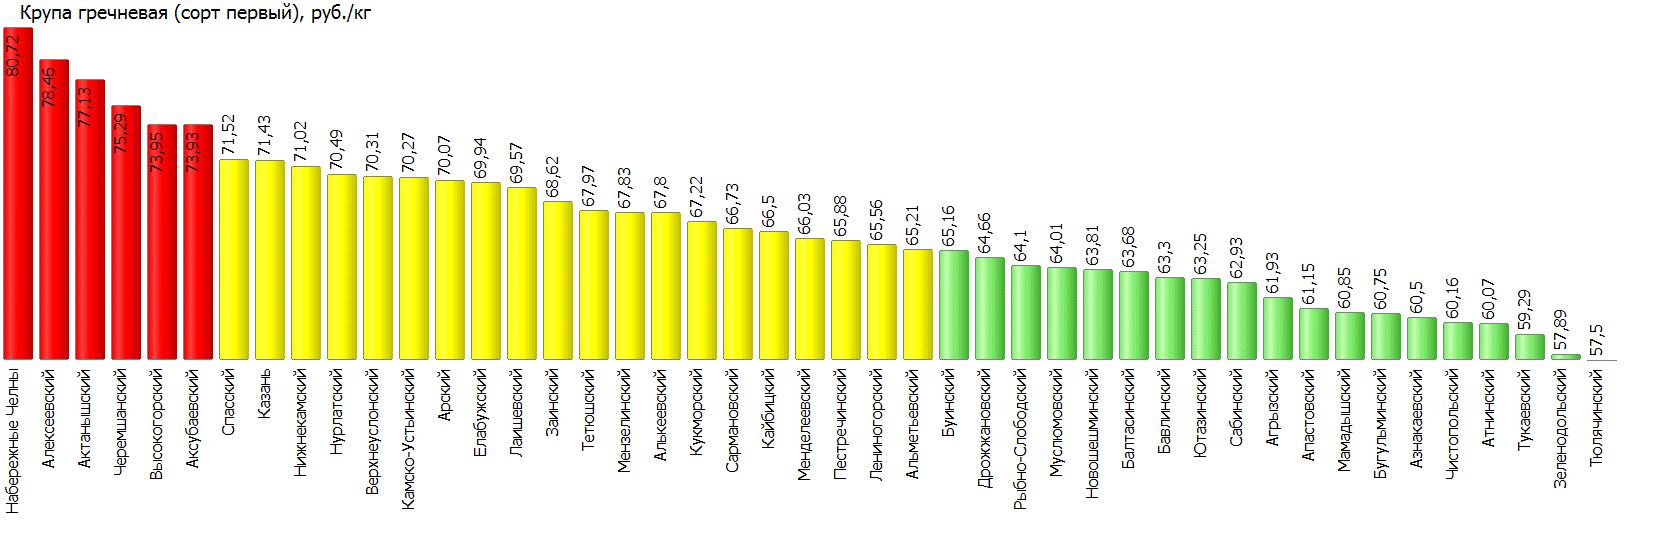 Крупа гречневая (сорт первый), руб./кг
80,72
78,46
77,13
75,29
73,95
73,93
71,52
71,43
71,02
70,49
70,31
70,27
70,07
69,94
69,57
68,62
67,97
67,83
67,8
67,22
66,73
66,5
66,03
65,88
65,56
65,21
65,16
64,66
64,1
64,01
63,81
63,68
63,3
63,25
62,93
61,93
61,15
60,85
60,75
60,5
60,16
60,07
59,29
57,89
57,5
Набережные Челны
Алексеевский
Актанышский
Черемшанский
Высокогорский
Аксубаевский
Спасский
Казань
Нижнекамский
Нурлатский
Верхнеуслонский
Камско-Устьинский
Арский
Елабужский
Лаишевский
Заинский
Тетюшский
Мензелинский
Алькеевский
Кукморский
Сармановский
Кайбицкий
Менделеевский
Пестречинский
Лениногорский
Альметьевский
Буинский
Дрожжановский
Рыбно-Слободский
Муслюмовский
Новошешминский
Балтасинский
Бавлинский
Ютазинский
Сабинский
Агрызский
Апастовский
Мамадышский
Бугульминский
Азнакаевский
Чистопольский
Атнинский
Тукаевский
Зеленодольский
Тюлячинский